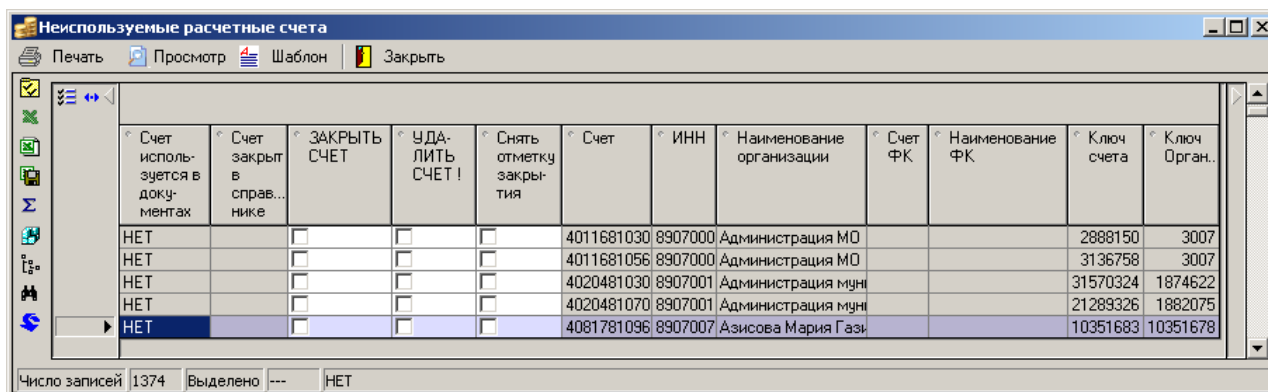 Неиспользуемые расчетные счета
Печать Просмотр Шаблон Закрыть
Счет исполь- зуется в доку- ментах
Счет закрыт в справ... нике
ЗАКРЫТЬ СЧЕТ
УДА- ЛИТЬ СЧЕТ !
Снять отметку закры- тия
Счет
ИНН
Наименование организации
Счет ФК
Наименование ФК
Ключ счета
Ключ Орган..
НЕТ 4011681030 8907000 Администрация МО 2888150 3007
НЕТ 4011681056 8907000 Администрация МО 3136758 3007
НЕТ 4020481030 8907001 Администрация мун 31570324 1874622
НЕТ 4020481070 8907001 Администрация мун 21289326 1882075
НЕТ 4081781096 8907007 Азисова Мария Гази 10351683 10351678
Число записей 1374 Выделено --- НЕТ